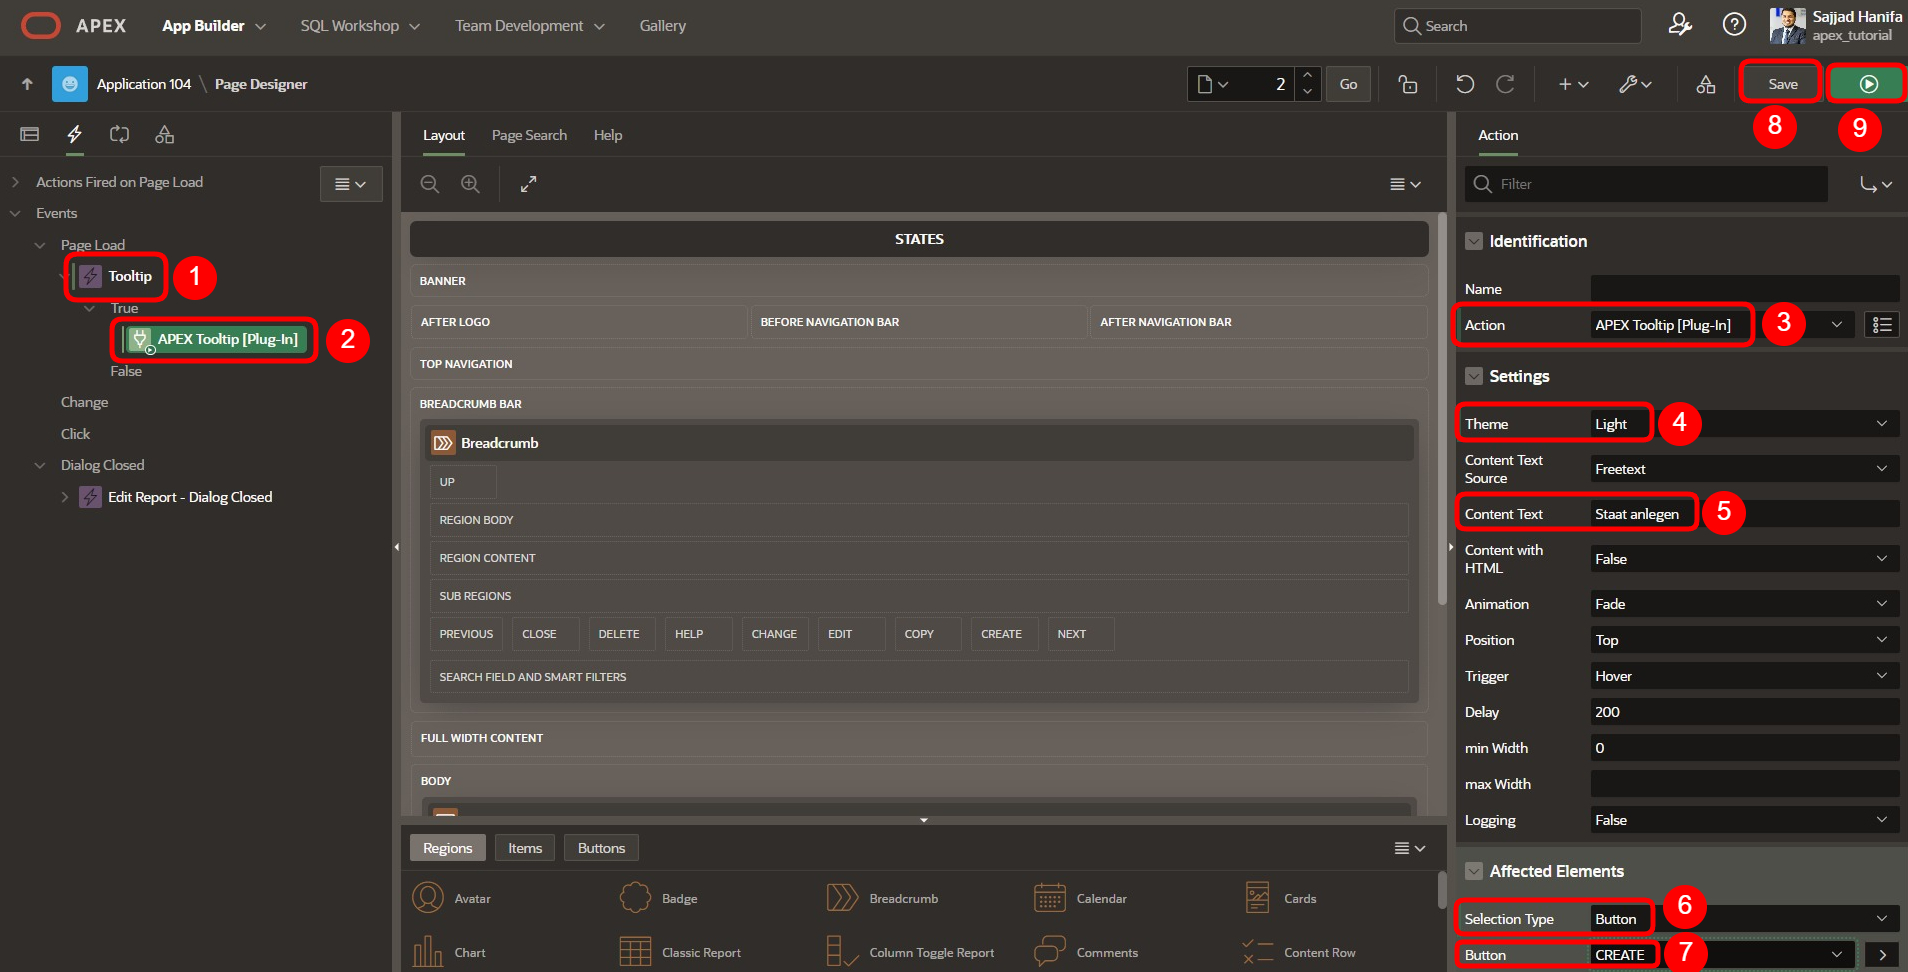 APEX App Builder SQL Workshop Team Development Gallery Search Sajjad Hanifa
apex_tutorial
Application 104 \ Page Designer 2 Go Save
8 9
Layout Page Search Help
Action
Actions Fired on Page Load
Events
Page Load
Tooltip 1
True
APEX Tooltip [Plug-In] 2
False
Change
Click
Dialog Closed
Edit Report - Dialog Closed
STATES
BANNER
AFTER LOGO BEFORE NAVIGATION BAR AFTER NAVIGATION BAR
TOP NAVIGATION
BREADCRUMB BAR
Breadcrumb
UP
REGION BODY
REGION CONTENT
SUB REGIONS
PREVIOUS CLOSE DELETE HELP CHANGE EDIT COPY CREATE NEXT
SEARCH FIELD AND SMART FILTERS
FULL WIDTH CONTENT
BODY
Regions Items Buttons
Avatar Badge Breadcrumb Calendar Cards
Chart Classic Report Column Toggle Report Comments Content Row
Filter
Identification
Name
Action APEX Tooltip [Plug-In] 3
Settings
Theme Light 4
Content Text
Source Freetext
Content Text Staat anlegen 5
Content with
HTML False
Animation Fade
Position Top
Trigger Hover
Delay 200
min Width 0
max Width
Logging False
Affected Elements
Selection Type Button 6
Button CREATE 7